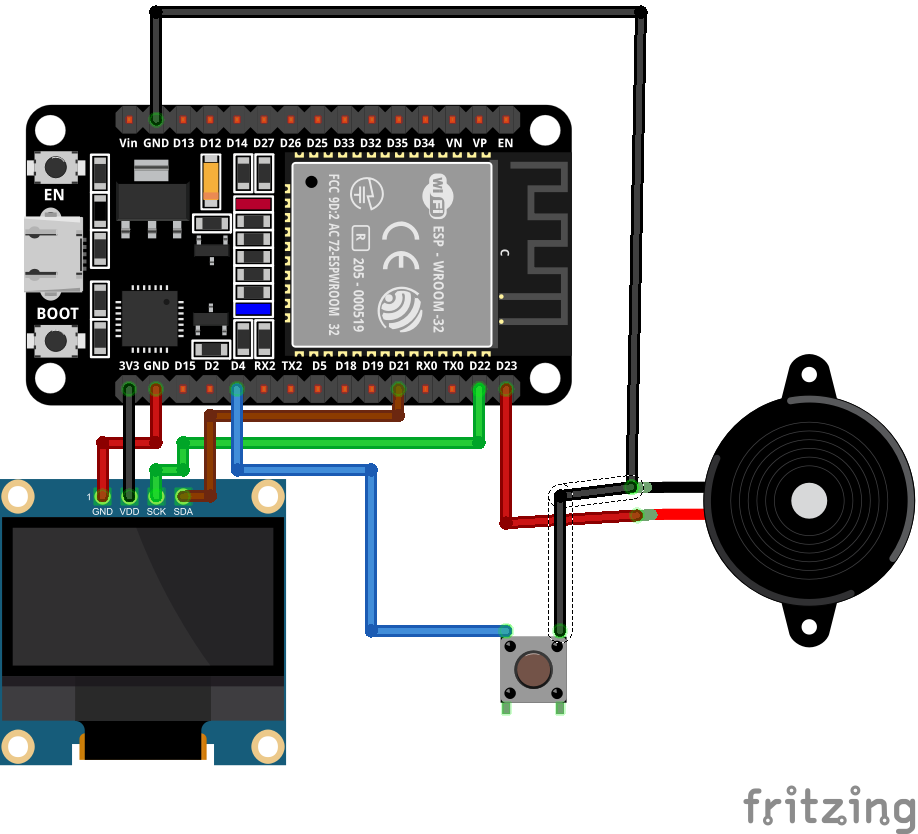 Vin GND D13 D12 D14 D27 D26 D25 D33 D32 D35 D34 VN VP EN
EN
BOOT
FCC 9D:2 AC 72-ESPWROOM 32
R
205 - 000519
CE
WiFi
ESP - WROOM -32
C
3V3 GND D15 D2 D4 RX2 TX2 D5 D18 D19 D21 RX0 TX0 D22 D23
1
GND VDD SCK SDA
fritzing